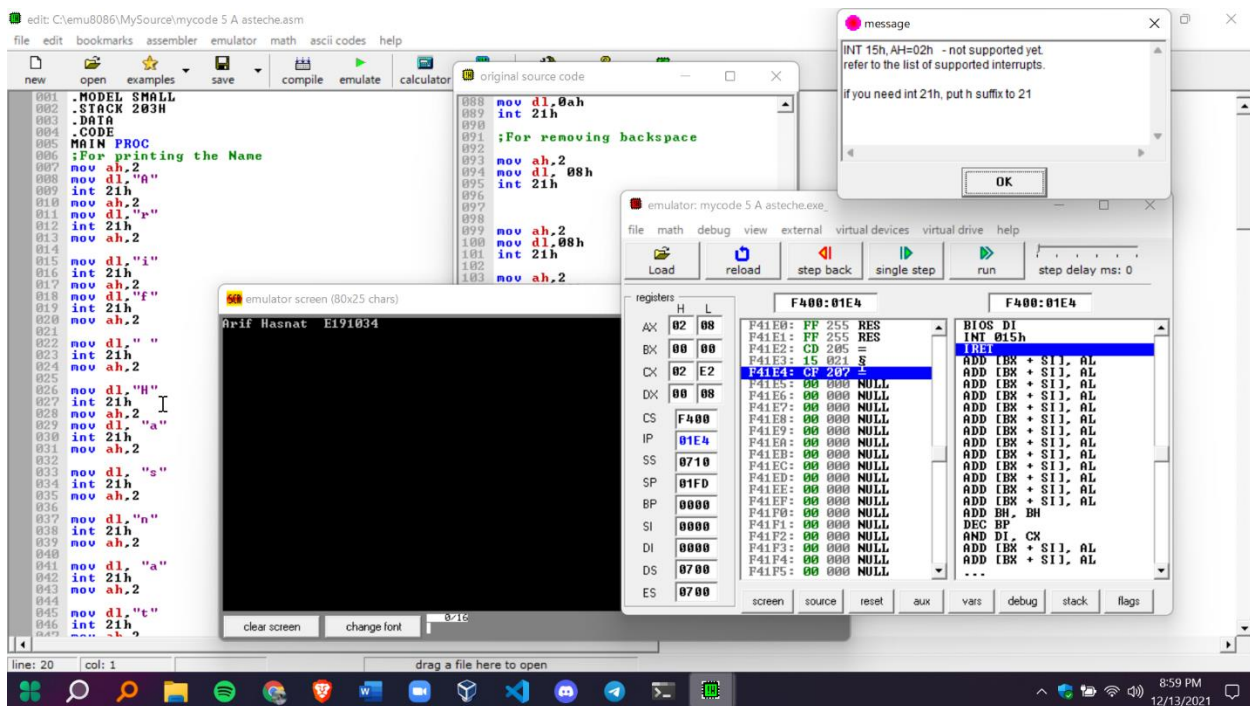 edit: C:\emu8086\MySource\mycode 5 A asteche.asm
file edit bookmarks assembler emulator math ascii codes help
new open examples save compile emulate calculator
001 .MODEL SMALL
002 .STACK 203H
003 .DATA
004 .CODE
005 MAIN PROC
006 ;For printing the Name
007 mov ah,2
008 mov dl,"A"
009 int 21h
010 mov ah,2
011 mov dl,"r"
012 int 21h
013 mov ah,2
014
015 mov dl,"i"
016 int 21h
017 mov ah,2
018 mov dl,"f"
019 int 21h
020 mov ah,2
021
022 mov dl," "
023 int 21h
024 mov ah,2
025
026 mov dl,"H"
027 int 21h
028 mov ah,2
029 mov dl, "a"
030 int 21h
031 mov ah,2
032
033 mov dl, "s"
034 int 21h
035 mov ah,2
036
037 mov dl,"n"
038 int 21h
039 mov ah,2
040
041 mov dl, "a"
042 int 21h
043 mov ah,2
044
045 mov dl,"t"
046 int 21h
047 mov ah,2
line: 20 col: 1 drag a file here to open
original source code
088 mov dl,0ah
089 int 21h
090
091 ;For removing backspace
092
093 mov ah,2
094 mov dl, 08h
095 int 21h
096
097
098
099 mov ah,2
100 mov dl,08h
101 int 21h
102
103 mov ah,2
message
INT 15h, AH=02h - not supported yet.
refer to the list of supported interrupts.
if you need int 21h, put h suffix to 21
OK
emulator screen (80x25 chars)
Arif Hasnat E191034
clear screen change font 0/16
emulator: mycode 5 A asteche.exe_
file math debug view external virtual devices virtual drive help
Load reload step back single step run step delay ms: 0
registers F400:01E4 F400:01E4
H L
AX 02 08
BX 00 00
CX 02 E2
DX 00 08
CS F400
IP 01E4
SS 0710
SP 01FD
BP 0000
SI 0000
DI 0000
DS 0700
ES 0700
F41E0: FF 255 RES
F41E1: FF 255 RES
F41E2: CD 205 =
F41E3: 15 021 §
F41E4: CF 207 ╧
F41E5: 00 000 NULL
F41E6: 00 000 NULL
F41E7: 00 000 NULL
F41E8: 00 000 NULL
F41E9: 00 000 NULL
F41EA: 00 000 NULL
F41EB: 00 000 NULL
F41EC: 00 000 NULL
F41ED: 00 000 NULL
F41EE: 00 000 NULL
F41EF: 00 000 NULL
F41F0: 00 000 NULL
F41F1: 00 000 NULL
F41F2: 00 000 NULL
F41F3: 00 000 NULL
F41F4: 00 000 NULL
F41F5: 00 000 NULL
BIOS DI
INT 015h
IRET
ADD [BX + SI], AL
ADD [BX + SI], AL
ADD [BX + SI], AL
ADD [BX + SI], AL
ADD [BX + SI], AL
ADD [BX + SI], AL
ADD [BX + SI], AL
ADD [BX + SI], AL
ADD [BX + SI], AL
ADD [BX + SI], AL
ADD [BX + SI], AL
ADD [BX + SI], AL
ADD [BX + SI], AL
ADD BH, BH
DEC BP
AND DI, CX
ADD [BX + SI], AL
ADD [BX + SI], AL
...
screen source reset aux vars debug stack flags
8:59 PM
12/13/2021